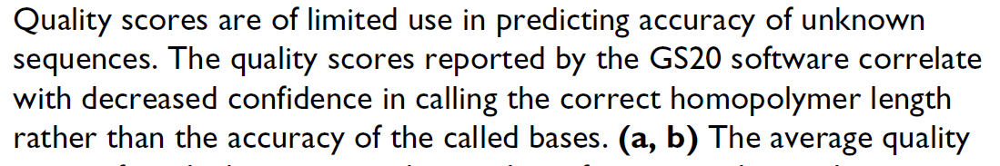 Quality scores are of limited use in predicting accuracy of unknown
sequences. The quality scores reported by the GS20 software correlate
with decreased confidence in calling the correct homopolymer length
rather than the accuracy of the called bases. (a, b) The average quality